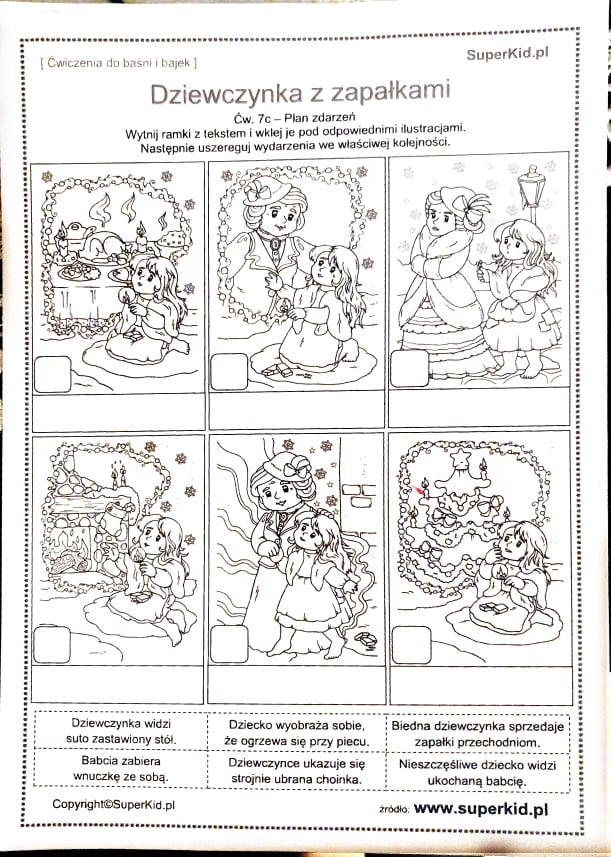 [ Ćwiczenia do baśni i bajek ]
SuperKid.pl
Dziewczynka z zapałkami
Ćw. 7c – Plan zdarzeń
Wytnij ramki z tekstem i wklej je pod odpowiednimi ilustracjami.
Następnie uszereguj wydarzenia we właściwej kolejności.
Dziewczynka widzi
suto zastawiony stół.
Dziecko wyobraża sobie,
że ogrzewa się przy piecu.
Biedna dziewczynka sprzedaje
zapałki przechodniom.
Babcia zabiera
wnuczkę ze sobą.
Dziewczynce ukazuje się
strojnie ubrana choinka.
Nieszczęśliwe dziecko widzi
ukochaną babcię.
Copyright©SuperKid.pl
źródło: www.superkid.pl